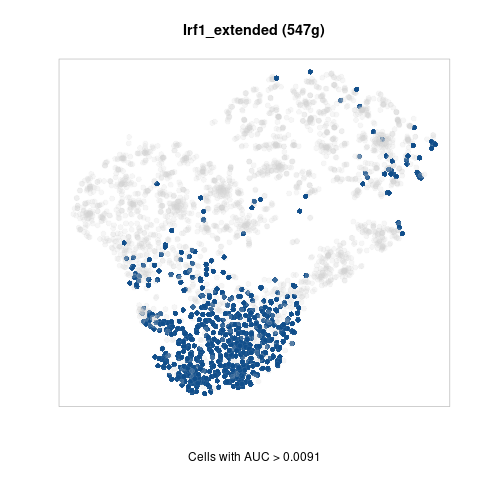 Irf1_extended (547g)
Cells with AUC > 0.0091